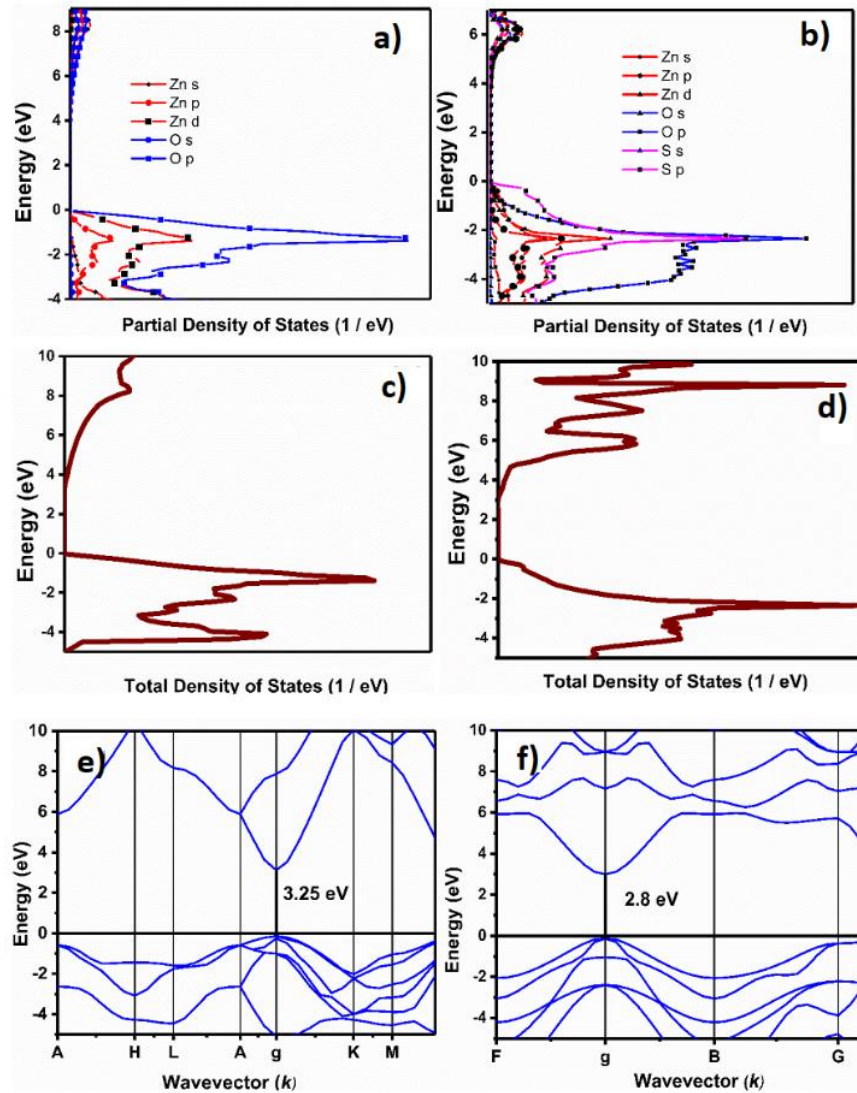 a)
8
6
4
2
0
-2
-4
Energy (eV)
Zn s
Zn p
Zn d
O s
O p
Partial Density of States (1 / eV)
b)
6
4
2
0
-2
-4
Energy (eV)
Zn s
Zn p
Zn d
O s
O p
S s
S p
Partial Density of States (1 / eV)
c)
10
8
6
4
2
0
-2
-4
Energy (eV)
Total Density of States (1 / eV)
d)
10
8
6
4
2
0
-2
-4
Energy (eV)
Total Density of States (1 / eV)
e)
10
8
6
4
2
0
-2
-4
Energy (eV)
3.25 eV
A H L A g K M
Wavevector (k)
f)
10
8
6
4
2
0
-2
-4
Energy (eV)
2.8 eV
F g B G
Wavevector (k)